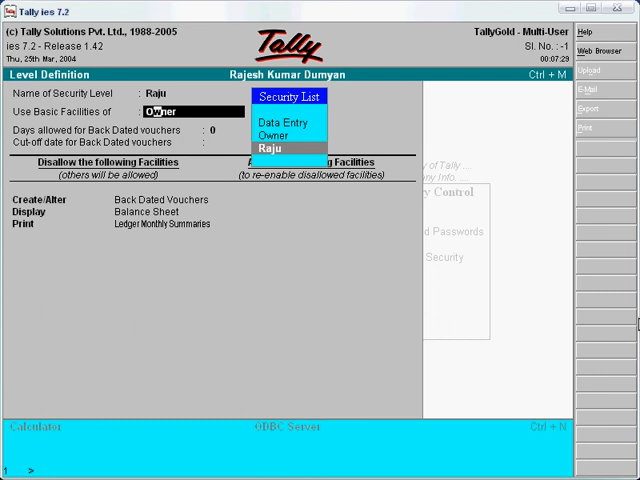 Tally ies 7.2
(c) Tally Solutions Pvt. Ltd., 1988-2005
ies 7.2 - Release 1.42
Thu, 25th Mar, 2004
Tally
TallyGold - Multi-User
Sl. No.: -1
00:07:29
Level Definition
Rajesh Kumar Dumyan
Ctrl + M
Name of Security Level : Raju
Use Basic Facilities of : Owner
Days allowed for Back Dated vouchers : 0
Cut-off date for Back Dated vouchers :
Security List
Data Entry
Owner
Raju
Disallow the following Facilities
(others will be allowed)
Facilities
(to re-enable disallowed facilities)
Create/Alter Back Dated Vouchers
Display Balance Sheet
Print Ledger Monthly Summaries
y of Tally ....
ny Info.
y Control
d Passwords
Security
Calculator
ODBC Server
Ctrl + N
1 >
Help
Web Browser
Upload
E-Mail
Export
Print